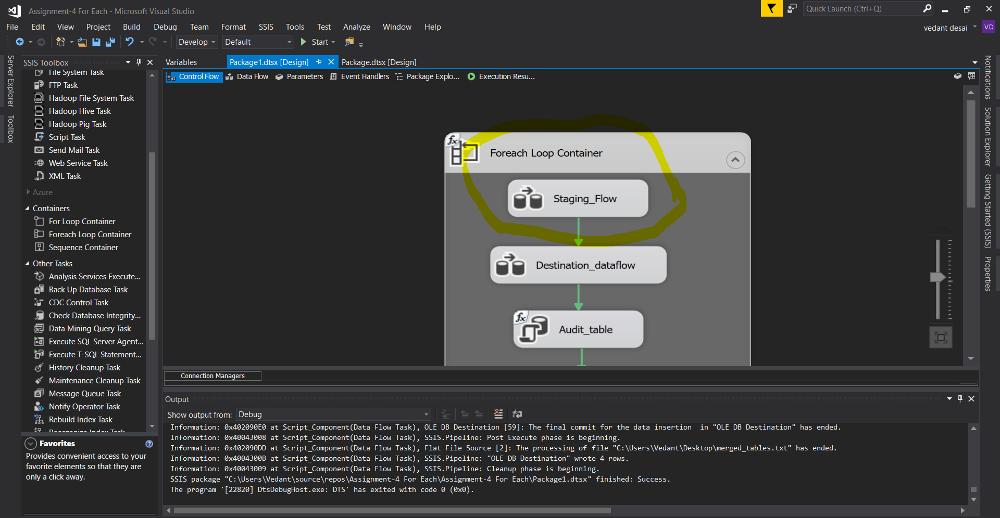 Assignment-4 For Each - Microsoft Visual Studio
Quick Launch (Ctrl+Q)
File Edit View Project Build Debug Team Format SSIS Tools Test Analyze Window Help
vedant desai VD
Develop Default Start
Server Explorer
Toolbox
SSIS Toolbox
File System Task
FTP Task
Hadoop File System Task
Hadoop Hive Task
Hadoop Pig Task
Script Task
Send Mail Task
Web Service Task
XML Task
Azure
Containers
For Loop Container
Foreach Loop Container
Sequence Container
Other Tasks
Analysis Services Execute...
Back Up Database Task
CDC Control Task
Check Database Integrity...
Data Mining Query Task
Execute SQL Server Agent...
Execute T-SQL Statement...
History Cleanup Task
Maintenance Cleanup Task
Message Queue Task
Notify Operator Task
Rebuild Index Task
Reorganize Index Task
Favorites
Provides convenient access to your
favorite elements so that they are
only a click away.
Variables Package1.dtsx [Design] Package.dtsx [Design]
Control Flow Data Flow Parameters Event Handlers Package Explo... Execution Resu...
fx
Foreach Loop Container
Staging_Flow
Destination_dataflow
fx
Audit_table
110%
Connection Managers
Output
Show output from: Debug
Information: 0x402090E0 at Script_Component(Data Flow Task), OLE DB Destination [59]: The final commit for the data insertion  in "OLE DB Destination" has ended.
Information: 0x40043008 at Script_Component(Data Flow Task), SSIS.Pipeline: Post Execute phase is beginning.
Information: 0x402090DD at Script_Component(Data Flow Task), Flat File Source [2]: The processing of file "C:\Users\Vedant\Desktop\merged_tables.txt" has ended.
Information: 0x4004300B at Script_Component(Data Flow Task), SSIS.Pipeline: "OLE DB Destination" wrote 4 rows.
Information: 0x40043009 at Script_Component(Data Flow Task), SSIS.Pipeline: Cleanup phase is beginning.
SSIS package "C:\Users\Vedant\source\repos\Assignment-4 For Each\Assignment-4 For Each\Package1.dtsx" finished: Success.
The program '[22820] DtsDebugHost.exe: DTS' has exited with code 0 (0x0).
Notifications
Solution Explorer
Getting Started (SSIS)
Properties